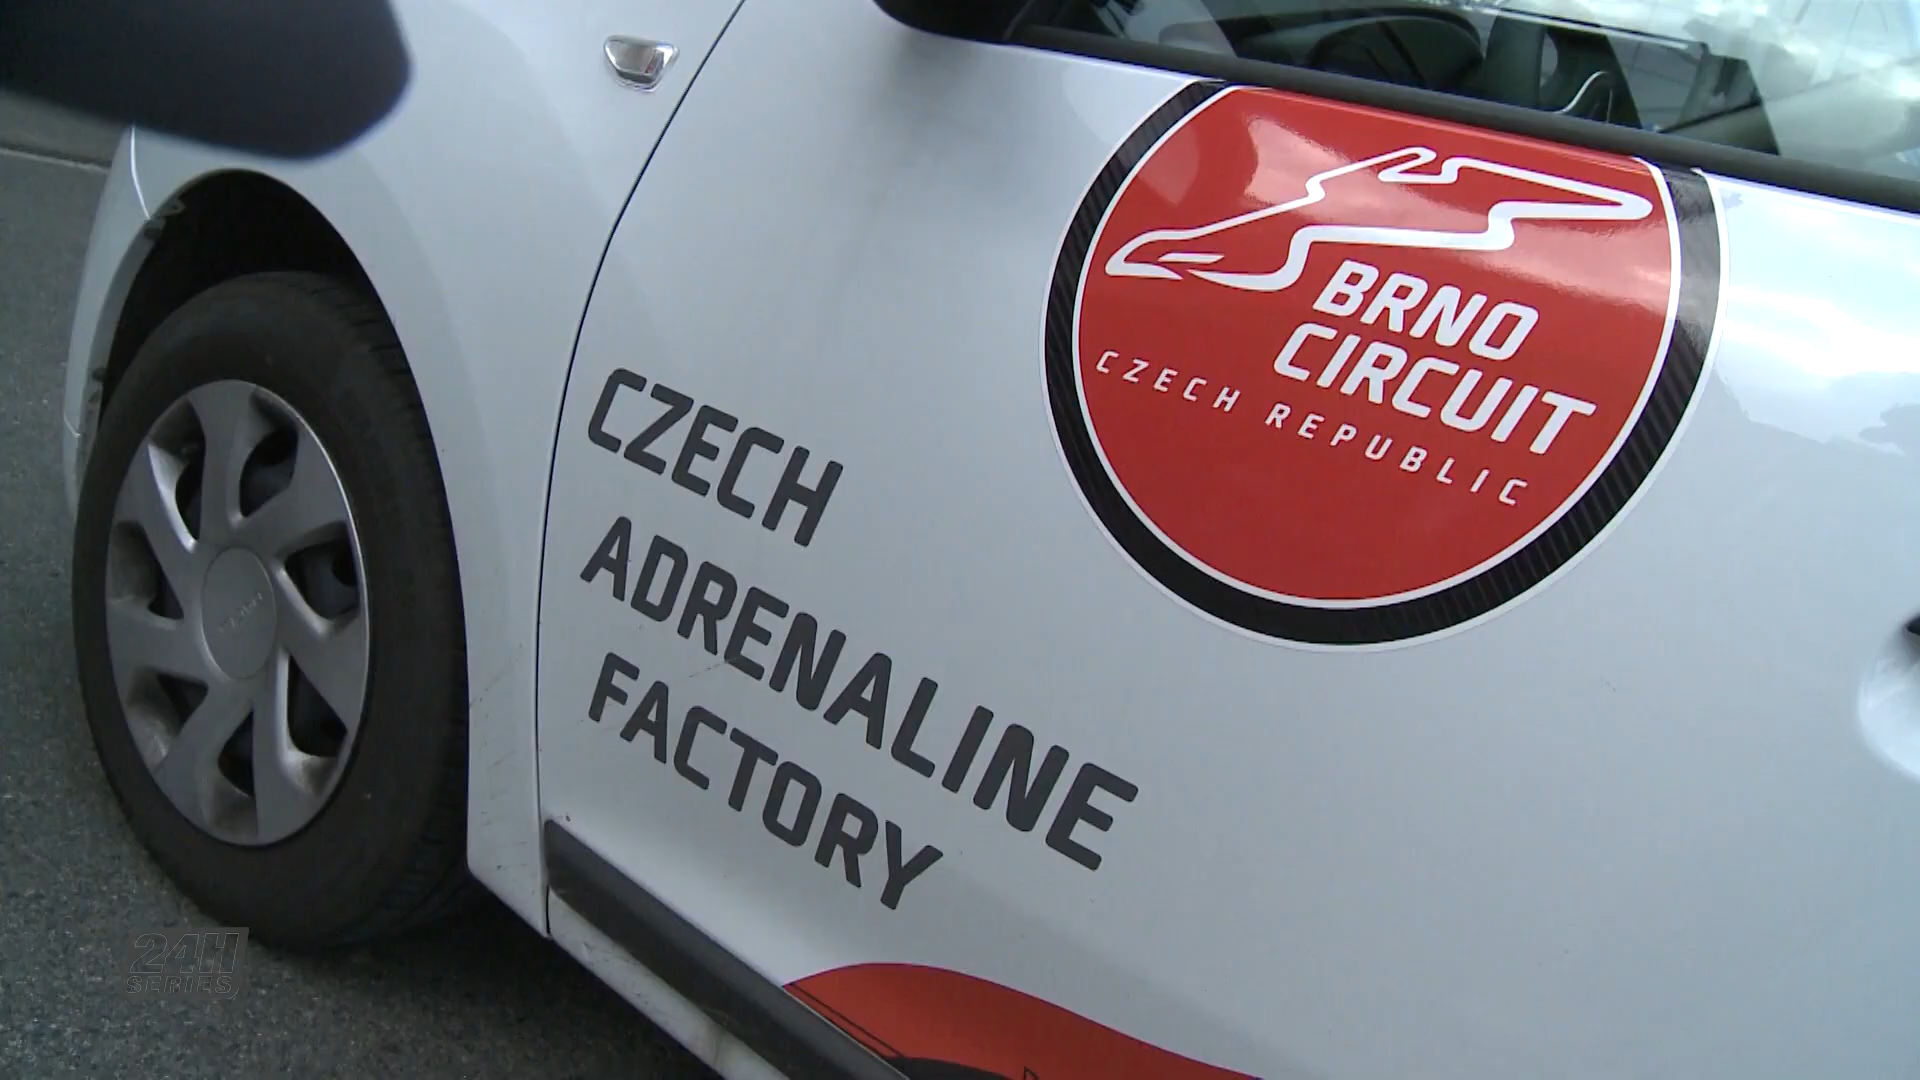 BRNO
CIRCUIT
CZECH REPUBLIC
CZECH
ADRENALINE
FACTORY
24H
SERIES